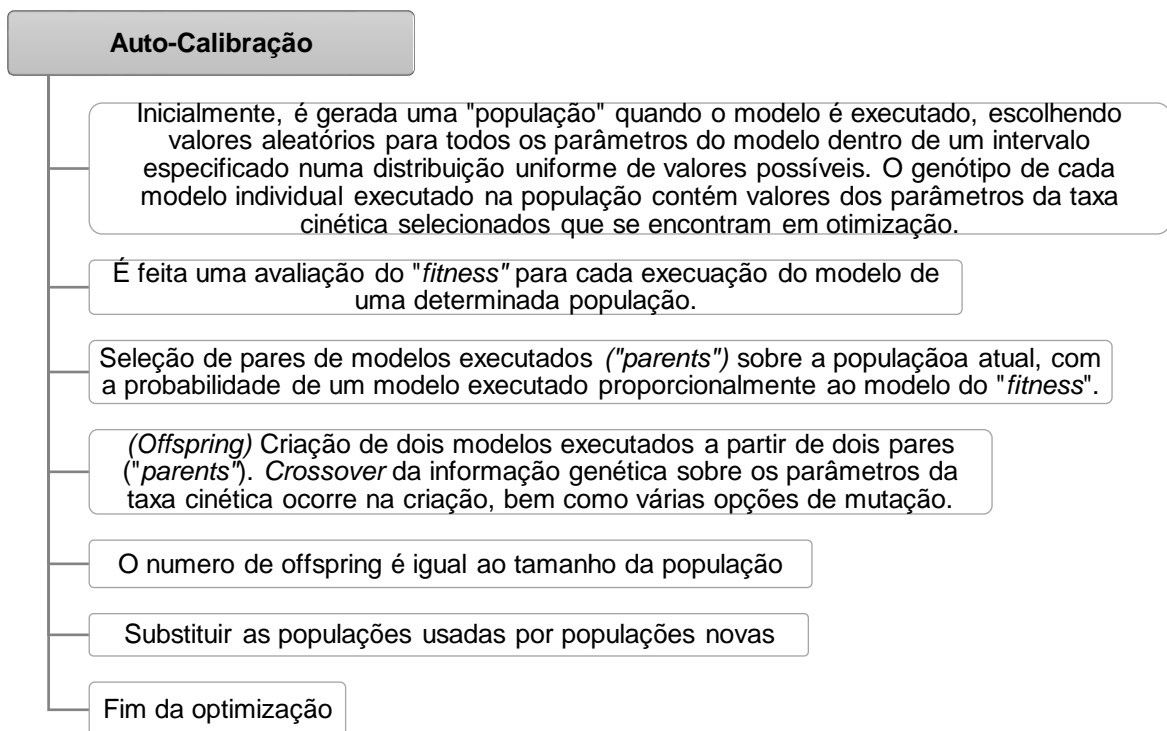 Auto-Calibração
Inicialmente, é gerada uma "população" quando o modelo é executado, escolhendo
valores aleatórios para todos os parâmetros do modelo dentro de um intervalo
especificado numa distribuição uniforme de valores possíveis. O genótipo de cada
modelo individual executado na população contém valores dos parâmetros da taxa
cinética selecionados que se encontram em otimização.
É feita uma avaliação do "fitness" para cada execuação do modelo de
uma determinada população.
Seleção de pares de modelos executados ("parents") sobre a populaçãoa atual, com
a probabilidade de um modelo executado proporcionalmente ao modelo do "fitness".
(Offspring) Criação de dois modelos executados a partir de dois pares
("parents"). Crossover da informação genética sobre os parâmetros da
taxa cinética ocorre na criação, bem como várias opções de mutação.
O numero de offspring é igual ao tamanho da população
Substituir as populações usadas por populações novas
Fim da optimização